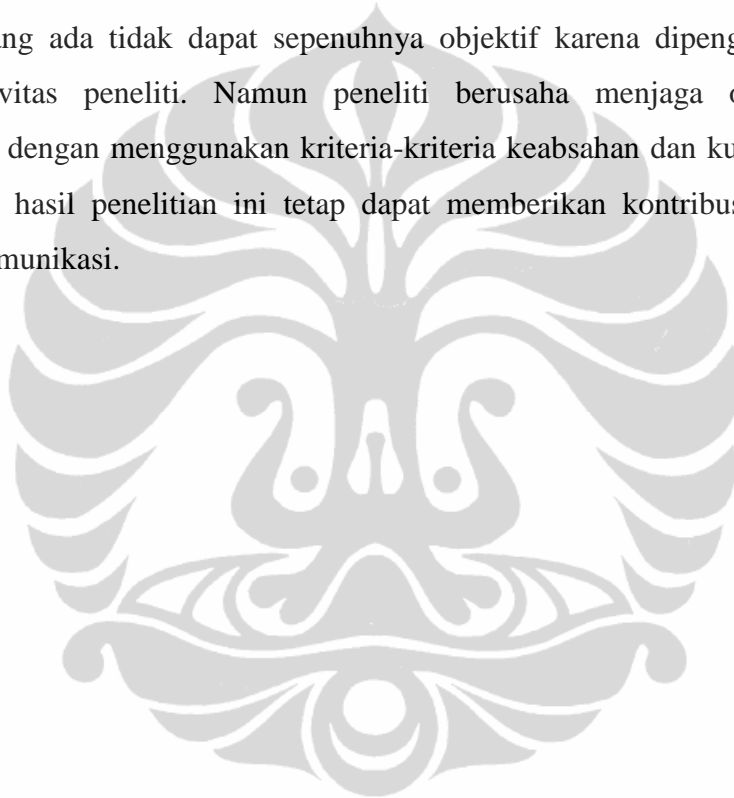 ang ada tidak dapat sepenuhnya objektif karena dipeng
vitas peneliti. Namun peneliti berusaha menjaga
dengan menggunakan kriteria-kriteria keabsahan dan ku
hasil penelitian ini tetap dapat memberikan kontribus
munikasi.